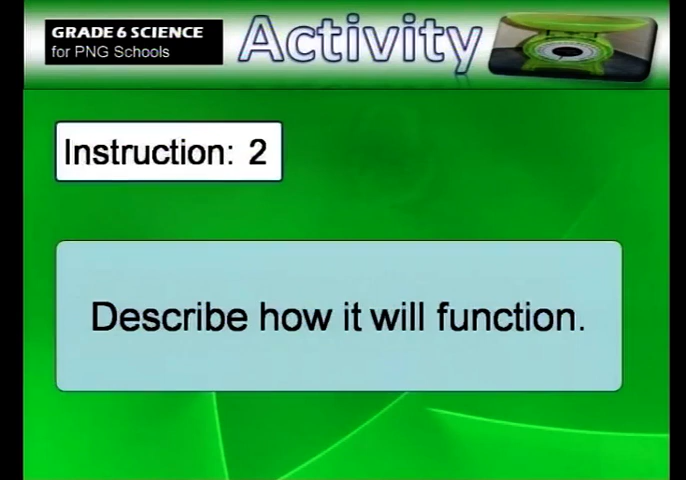 GRADE 6 SCIENCE
for PNG Schools
Activity
Instruction: 2
Describe how it will function.